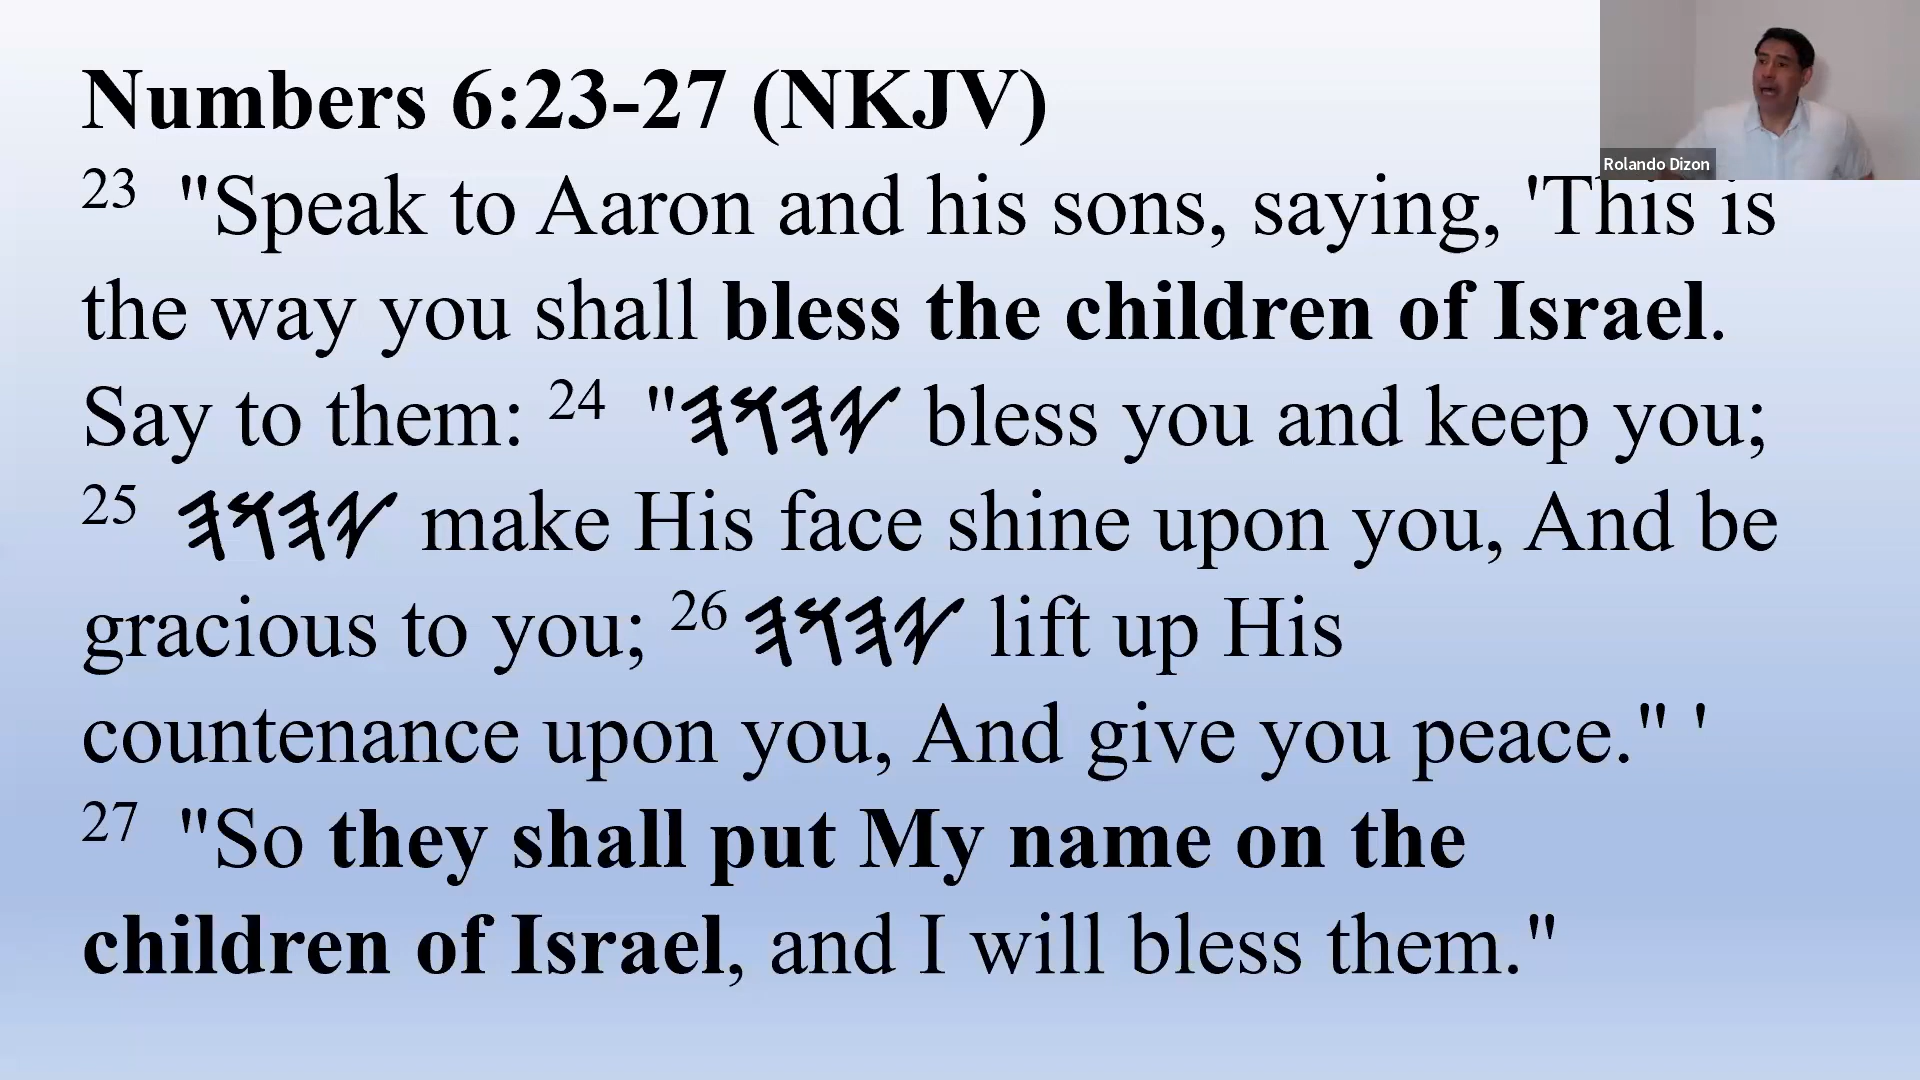 Numbers 6:23-27 (NKJV)
23 "Speak to Aaron and his sons, saying, 'This is
the way you shall bless the children of Israel.
Say to them: 24 "𐤉𐤄𐤅𐤄 bless you and keep you;
25 𐤉𐤄𐤅𐤄 make His face shine upon you, And be
gracious to you; 26 𐤉𐤄𐤅𐤄 lift up His
countenance upon you, And give you peace." '
27 "So they shall put My name on the
children of Israel, and I will bless them."
Rolando Dizon